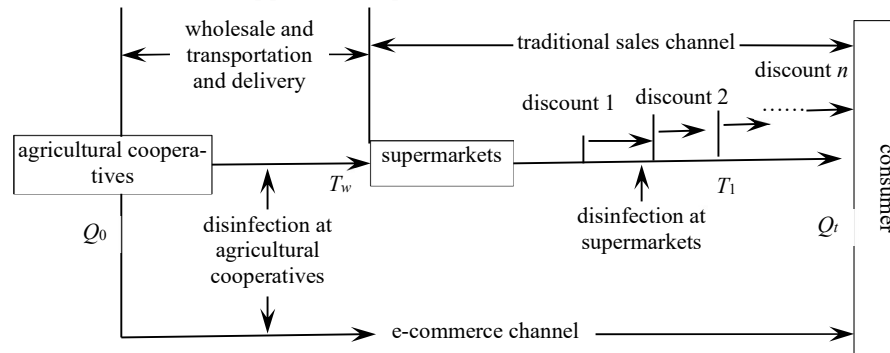 wholesale and
transportation
and delivery
traditional sales channel
discount n
discount 1
discount 2
......
agricultural coopera-
tives
supermarkets
Tw
T1
disinfection at
agricultural
cooperatives
disinfection at
supermarkets
Q0
Qt
consumer
e-commerce channel